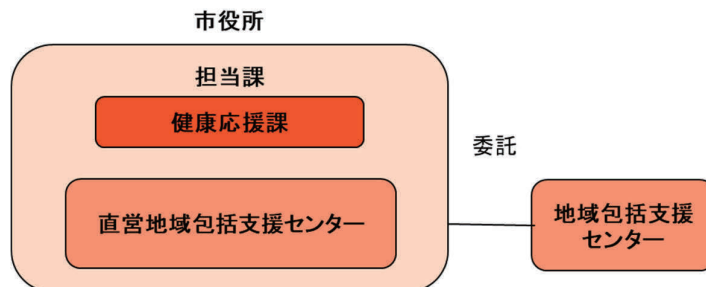 市役所
担当課
健康応援課
委託
直営地域包括支援センター
地域包括支援
センター